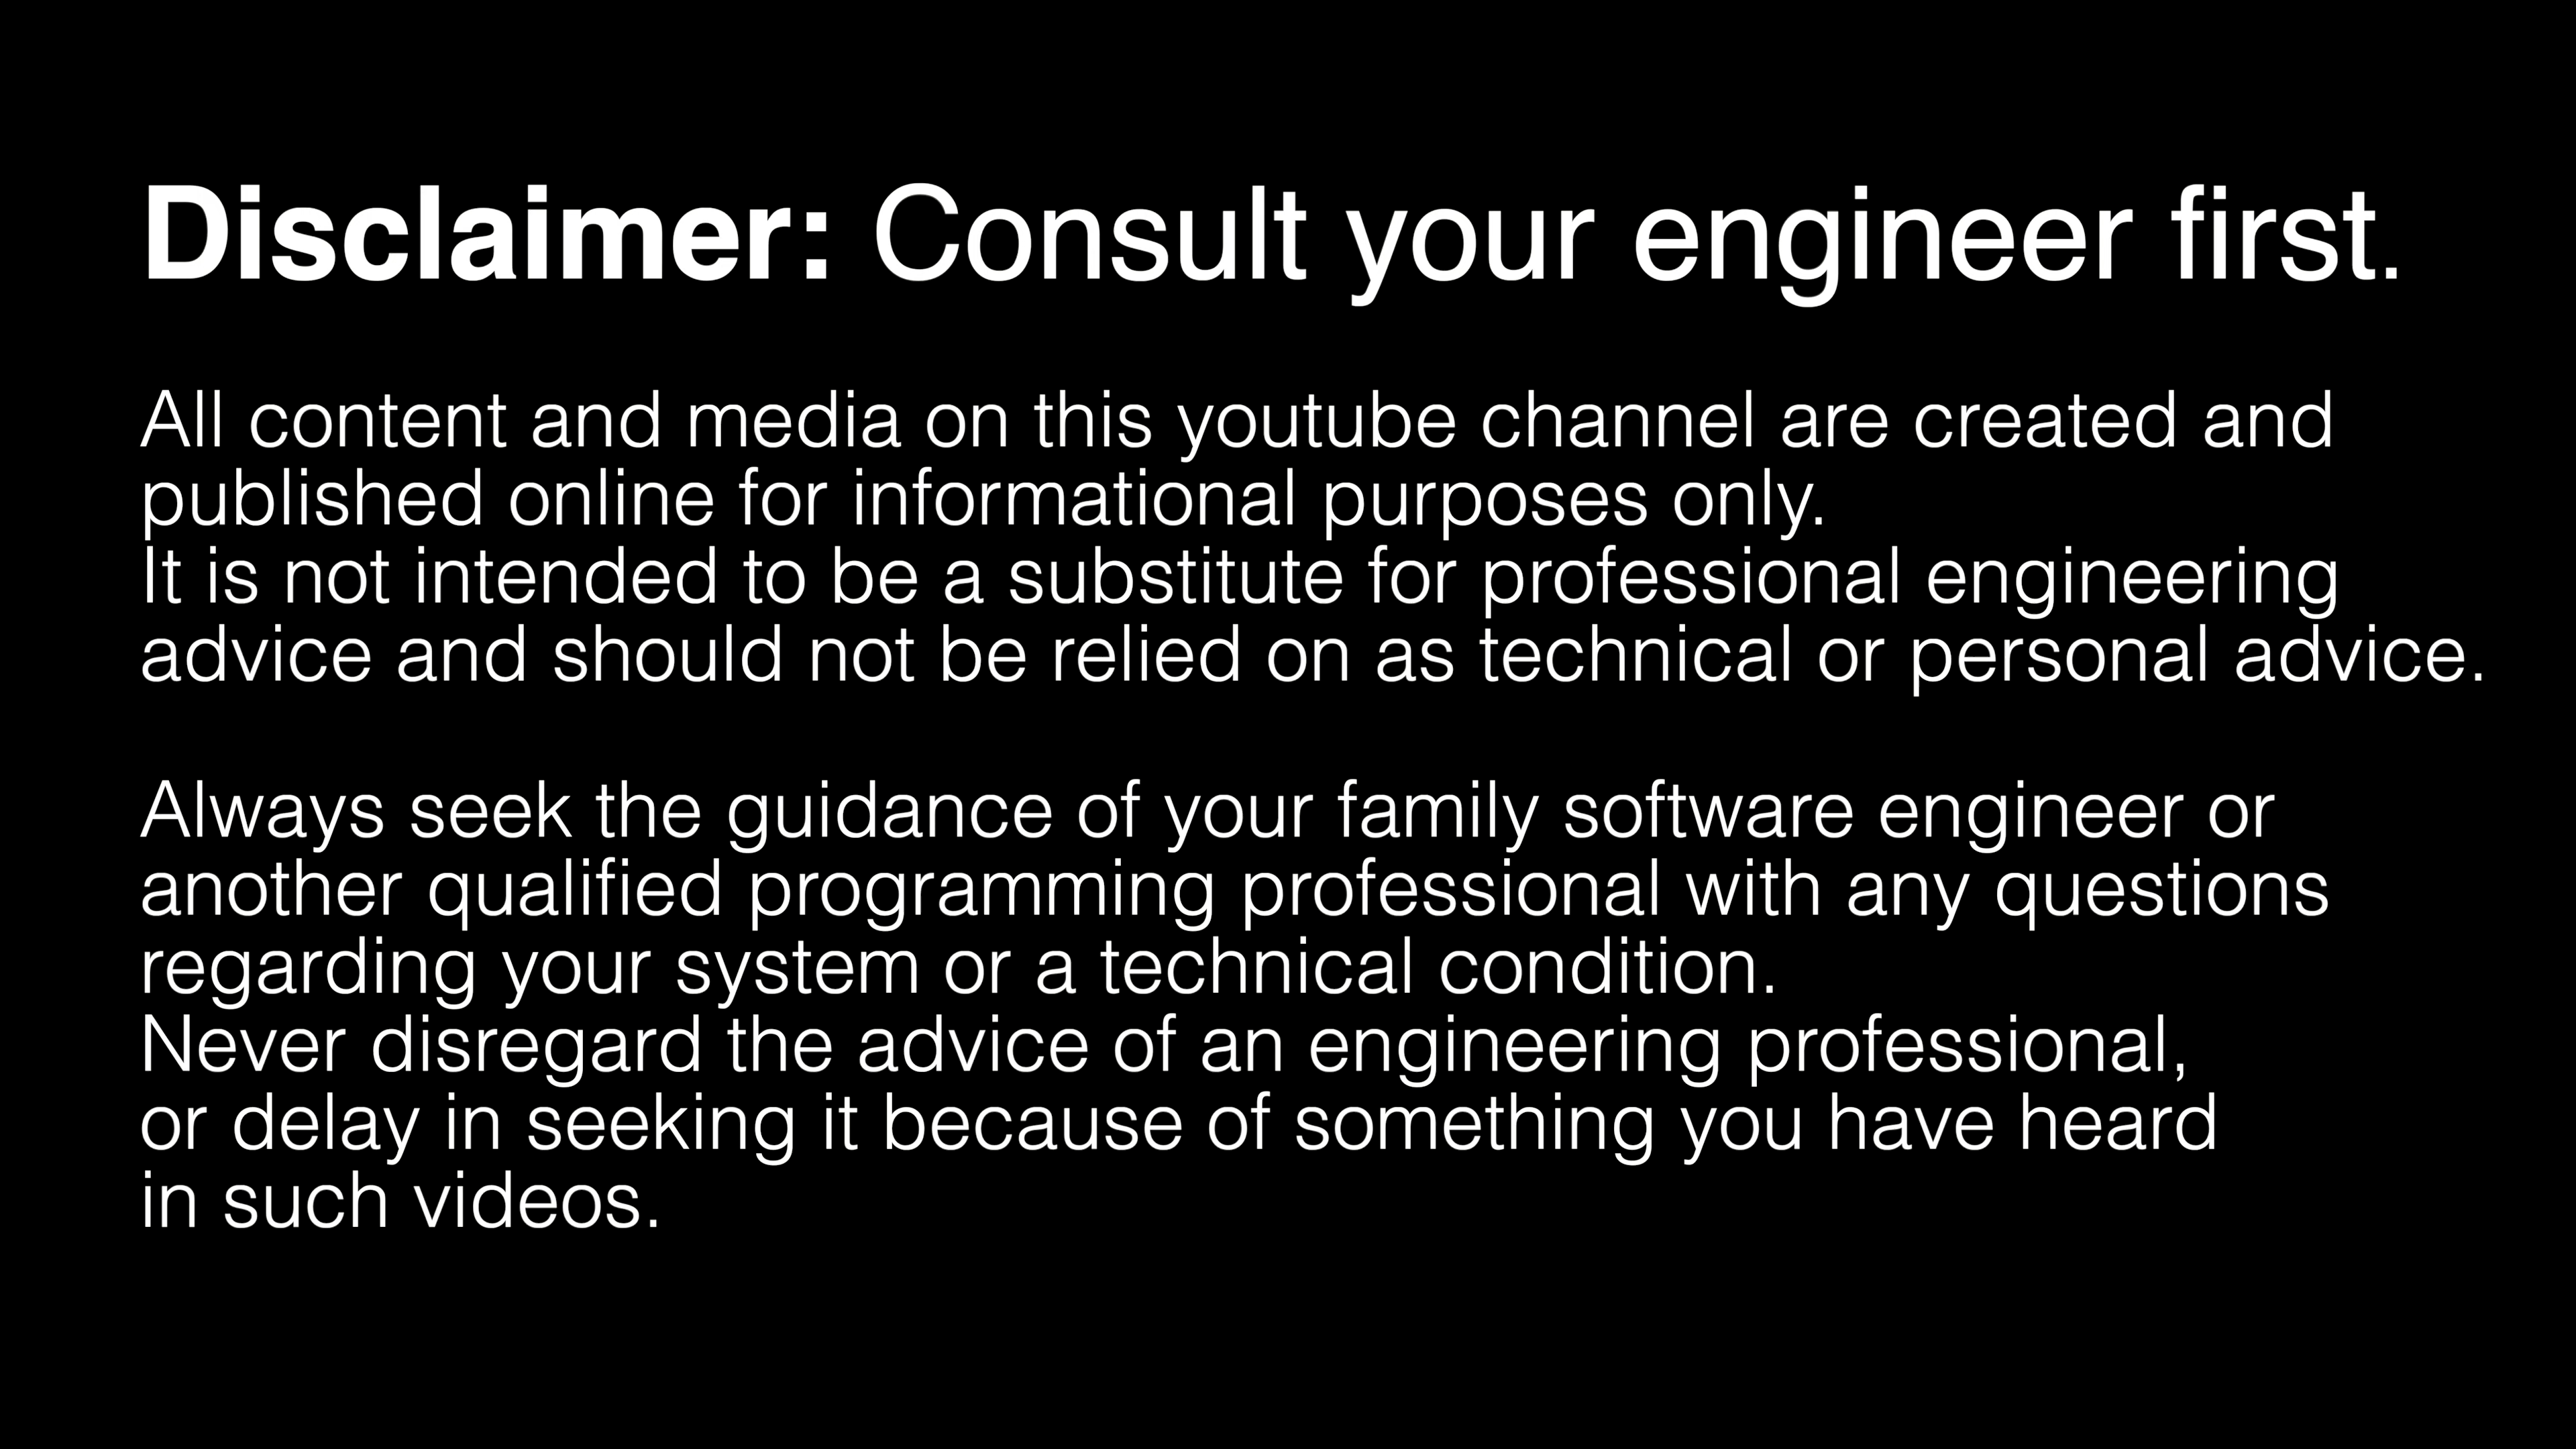 Disclaimer: Consult your engineer first.
All content and media on this youtube channel are created and
published online for informational purposes only.
It is not intended to be a substitute for professional engineering
advice and should not be relied on as technical or personal advice.
Always seek the guidance of your family software engineer or
another qualified programming professional with any questions
regarding your system or a technical condition.
Never disregard the advice of an engineering professional,
or delay in seeking it because of something you have heard
in such videos.